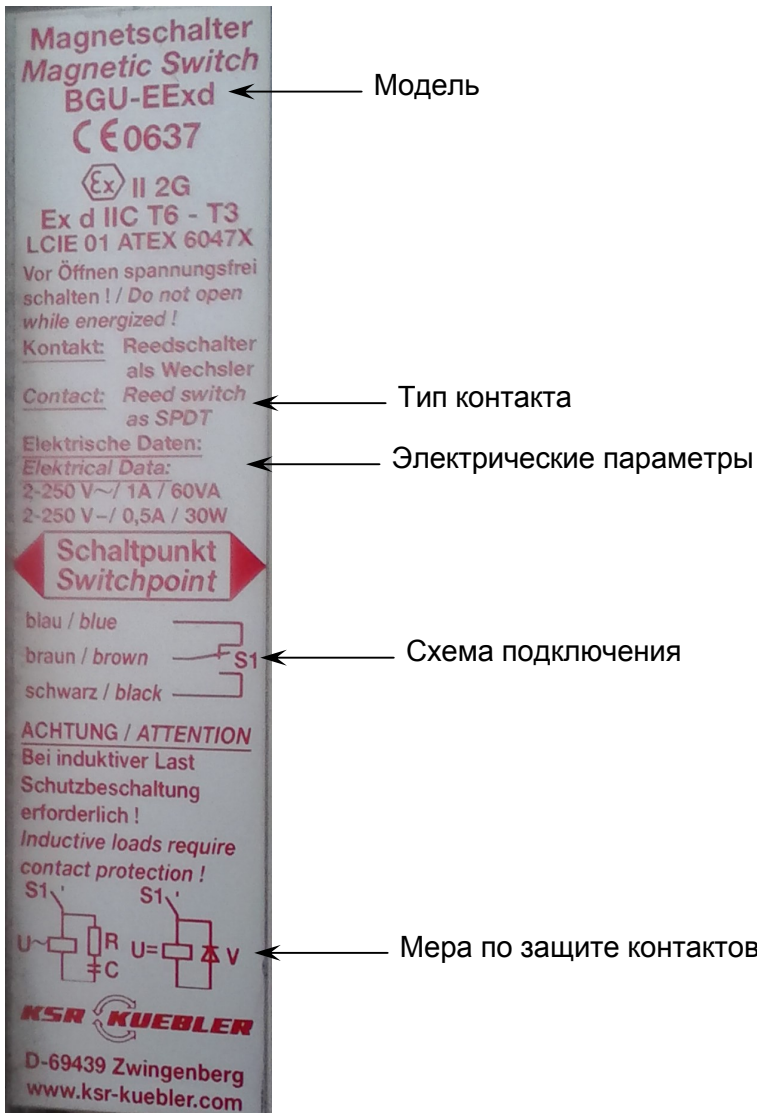 Magnetschalter
Magnetic Switch
BGU-EExd
Модель
CE0637
Ex II 2G
Ex d IIC T6 - T3
LCIE 01 ATEX 6047X
Vor Öffnen spannungsfrei
schalten ! / Do not open
while energized !
Kontakt: Reedschalter
als Wechsler
Contact: Reed switch
as SPDT
Тип контакта
Elektrische Daten:
Electrical Data:
Электрические параметры
2-250 V~/ 1A / 60VA
2-250 V–/ 0,5A / 30W
Schaltpunkt
Switchpoint
blau / blue
braun / brown
S1
Схема подключения
schwarz / black
ACHTUNG / ATTENTION
Bei induktiver Last
Schutzbeschaltung
erforderlich !
Inductive loads require
contact protection !
S1 S1
U~ R C U= V
Мера по защите контактов
KSR KUEBLER
D-69439 Zwingenberg
www.ksr-kuebler.com